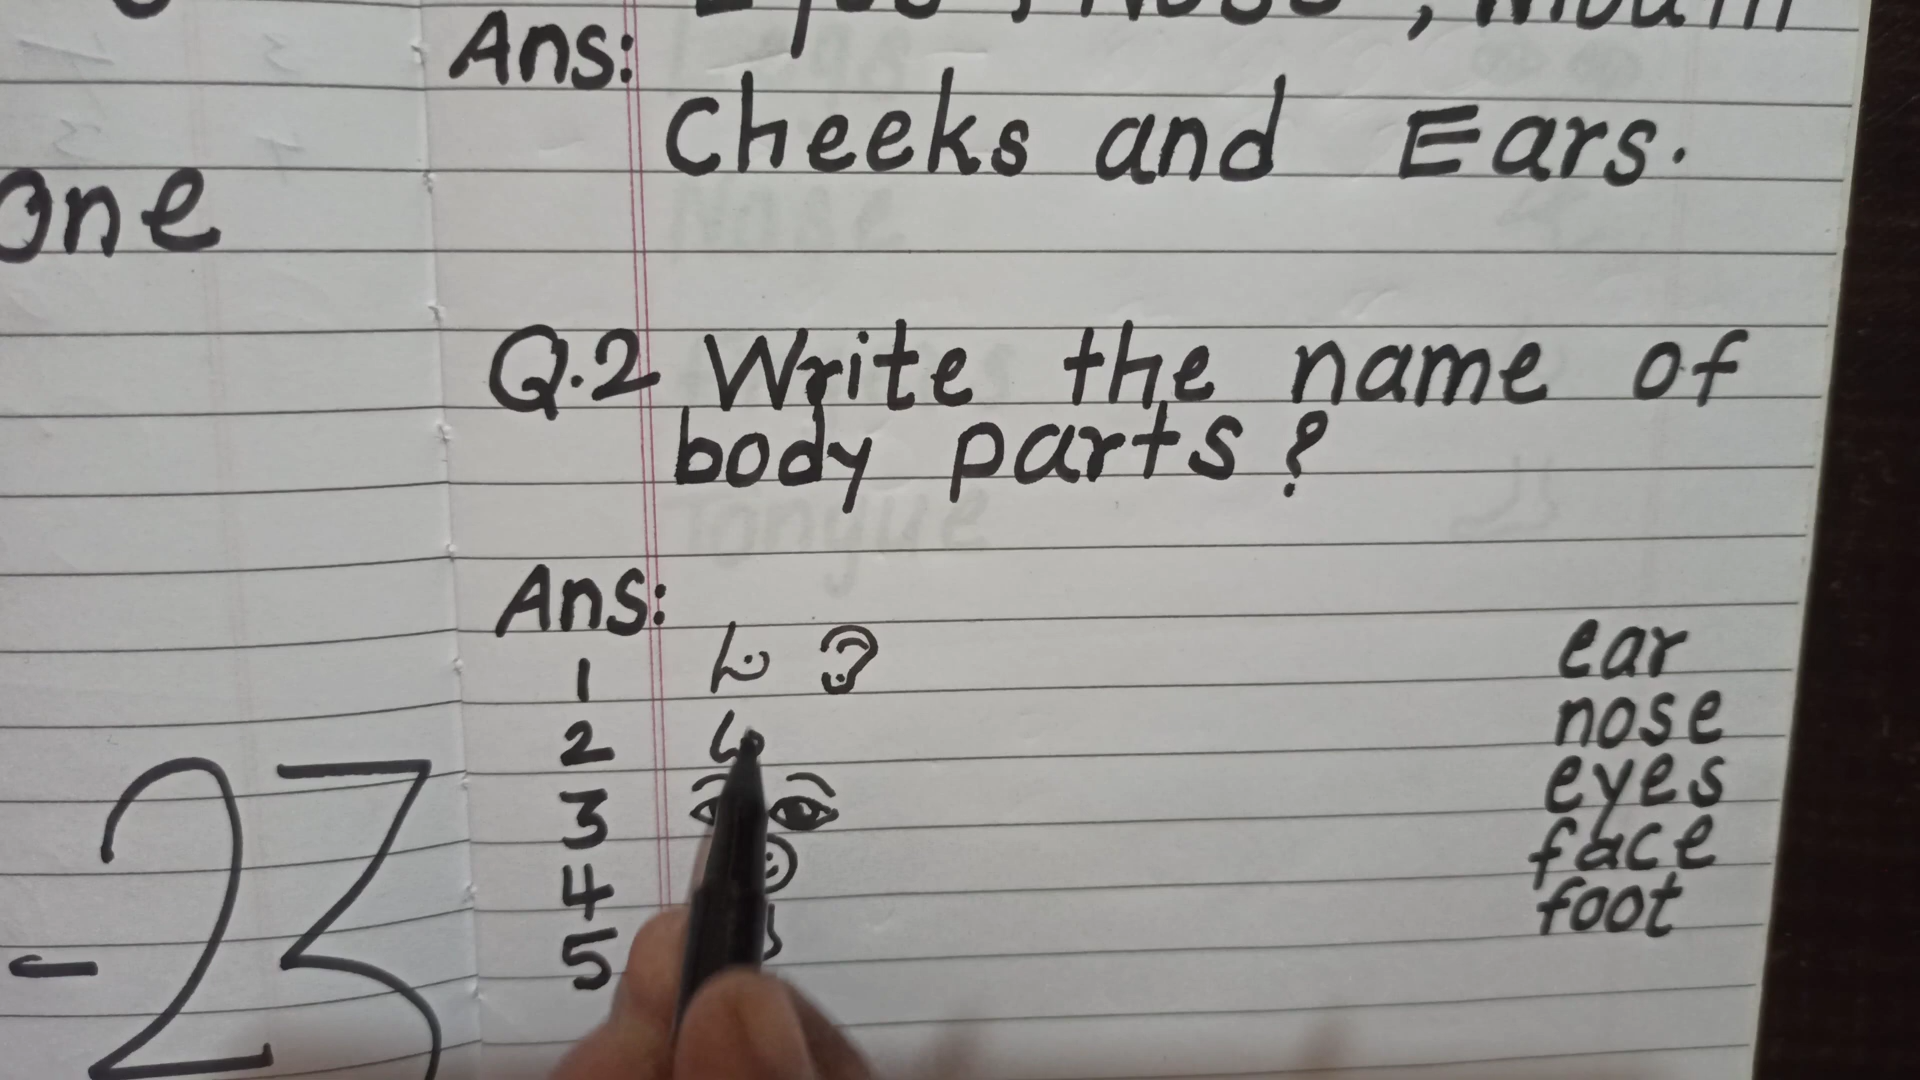 one
-23
Ans:
Cheeks and Ears.
Q.2 Write the name of
body parts?
Ans:
1 ear
2 nose
3 eyes
4 face
5 foot